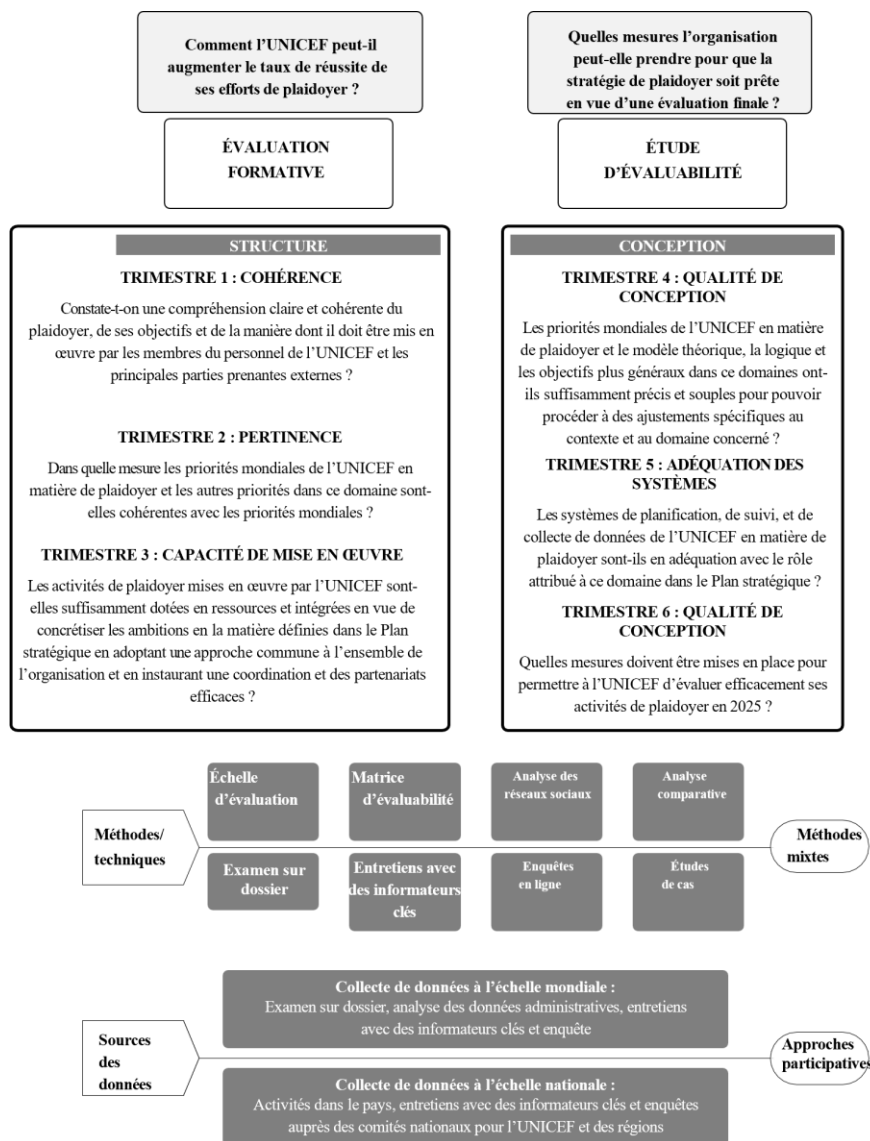 Comment l'UNICEF peut-il
augmenter le taux de réussite de
ses efforts de plaidoyer ?
Quelles mesures l'organisation
peut-elle prendre pour que la
stratégie de plaidoyer soit prête
en vue d'une évaluation finale ?
ÉVALUATION
FORMATIVE
ÉTUDE
D'ÉVALUABILITÉ
STRUCTURE
TRIMESTRE 1 : COHÉRENCE
Constate-t-on une compréhension claire et cohérente du
plaidoyer, de ses objectifs et de la manière dont il doit être mis en
œuvre par les membres du personnel de l'UNICEF et les
principales parties prenantes externes ?
TRIMESTRE 2 : PERTINENCE
Dans quelle mesure les priorités mondiales de l'UNICEF en
matière de plaidoyer et les autres priorités dans ce domaine sont-
elles cohérentes avec les priorités mondiales ?
TRIMESTRE 3 : CAPACITÉ DE MISE EN ŒUVRE
Les activités de plaidoyer mises en œuvre par l'UNICEF sont-
elles suffisamment dotées en ressources et intégrées en vue de
concrétiser les ambitions en la matière définies dans le Plan
stratégique en adoptant une approche commune à l'ensemble de
l'organisation et en instaurant une coordination et des partenariats
efficaces ?
CONCEPTION
TRIMESTRE 4 : QUALITÉ DE
CONCEPTION
Les priorités mondiales de l'UNICEF en matière
de plaidoyer et le modèle théorique, la logique et
les objectifs plus généraux dans ce domaines ont-
ils suffisamment précis et souples pour pouvoir
procéder à des ajustements spécifiques au
contexte et au domaine concerné ?
TRIMESTRE 5 : ADÉQUATION DES
SYSTÈMES
Les systèmes de planification, de suivi, et de
collecte de données de l'UNICEF en matière de
plaidoyer sont-ils en adéquation avec le rôle
attribué à ce domaine dans le Plan stratégique ?
TRIMESTRE 6 : QUALITÉ DE
CONCEPTION
Quelles mesures doivent être mises en place pour
permettre à l'UNICEF d'évaluer efficacement ses
activités de plaidoyer en 2025 ?
Méthodes/
techniques
Échelle
d'évaluation
Matrice
d'évaluabilité
Analyse des
réseaux sociaux
Analyse
comparative
Examen sur
dossier
Entretiens avec
des informateurs
clés
Enquêtes
en ligne
Études
de cas
Méthodes
mixtes
Sources
des
données
Collecte de données à l'échelle mondiale :
Examen sur dossier, analyse des données administratives, entretiens
avec des informateurs clés et enquête
Collecte de données à l'échelle nationale :
Activités dans le pays, entretiens avec des informateurs clés et enquêtes
auprès des comités nationaux pour l'UNICEF et des régions
Approches
participatives